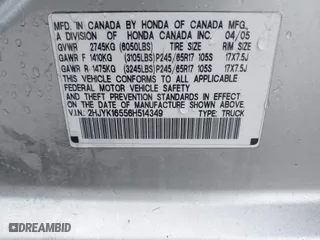 MFD. IN CANADA BY HONDA OF CANADA MFG.,
A DIVISION OF HONDA CANADA INC. 04/05
GVWR 2745KG (6050LBS) TIRE SIZE RIM SIZE
GAWR F 1410KG (3105LBS) P245/65R17 105S 17X7.5J
GAWR R 1475KG (3245LBS) P245/65R17 105S 17X7.5J
THIS VEHICLE CONFORMS TO ALL APPLICABLE
FEDERAL MOTOR VEHICLE SAFETY STANDARDS IN
EFFECT ON THE DATE OF MANUFACTURE SHOWN ABOVE.
V.I.N.: 2HJYK16556H514349 TYPE: TRUCK
DREAMBID
dreambid.com